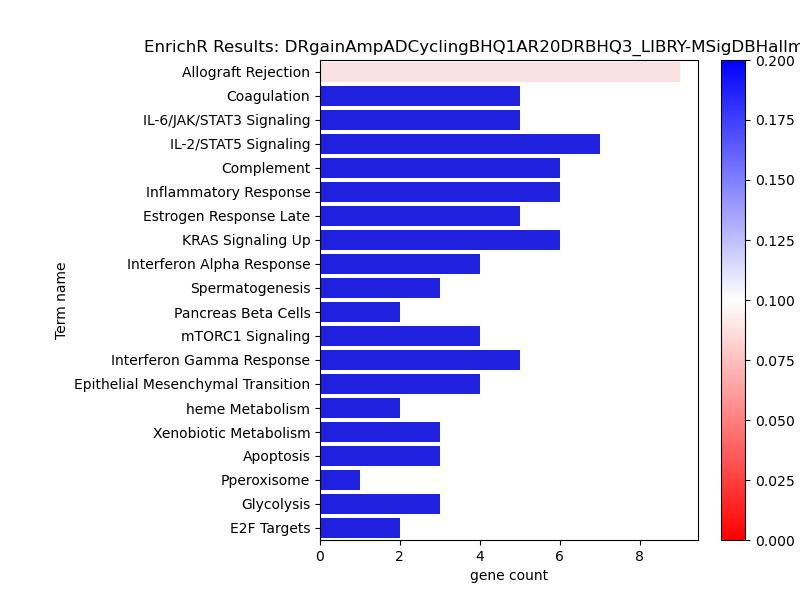 EnrichR Results: DRgainAmpADCyclingBHQ1AR20DRBHQ3_LIBRY-MSigDBHallm
Allograft Rejection
Coagulation
IL-6/JAK/STAT3 Signaling
IL-2/STAT5 Signaling
Complement
Inflammatory Response
Estrogen Response Late
KRAS Signaling Up
Interferon Alpha Response
Spermatogenesis
Pancreas Beta Cells
mTORC1 Signaling
Interferon Gamma Response
Epithelial Mesenchymal Transition
heme Metabolism
Xenobiotic Metabolism
Apoptosis
Pperoxisome
Glycolysis
E2F Targets
Term name
0 2 4 6 8
gene count
0.200
0.175
0.150
0.125
0.100
0.075
0.050
0.025
0.000